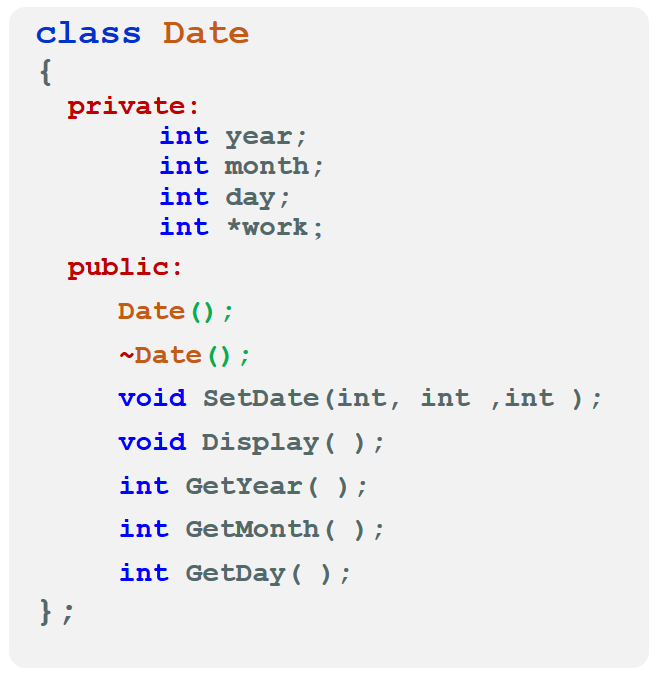 class Date
{
private:
int year;
int month;
int day;
int *work;
public:
Date();
~Date();
void SetDate(int, int ,int );
void Display( );
int GetYear( );
int GetMonth( );
int GetDay( );
};